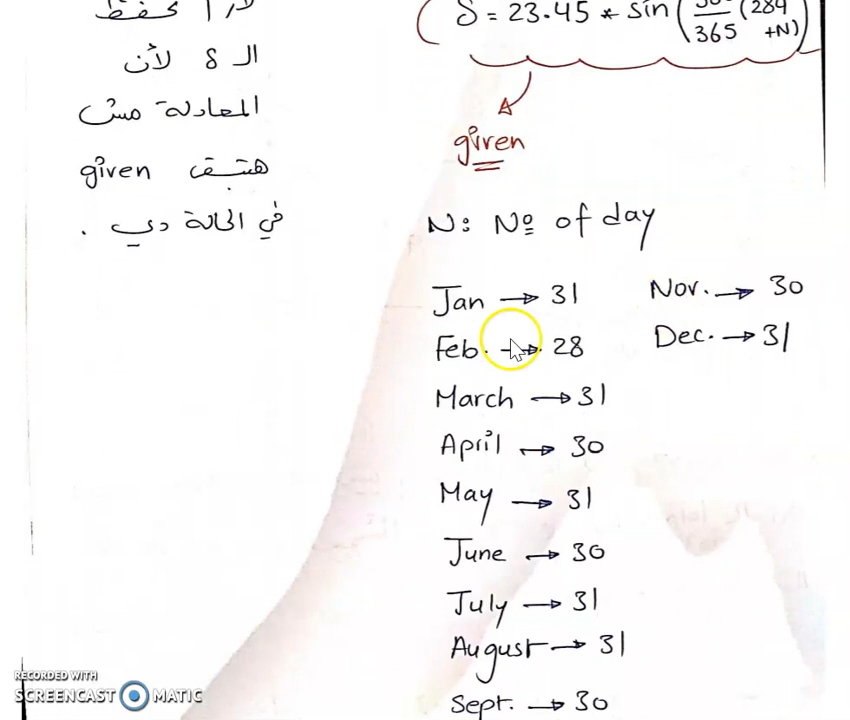 لازم نحفظ
الـ δ لأن
المعادلة مش
هتبقى given
في الحالة دي .
δ = 23.45 * sin (360/365 (284 +N))
given
N: Nº of day
Jan → 31
Feb. → 28
March → 31
April → 30
May → 31
June → 30
July → 31
August → 31
Sept. → 30
Nov. → 30
Dec. → 31
RECORDED WITH
SCREENCAST MATIC